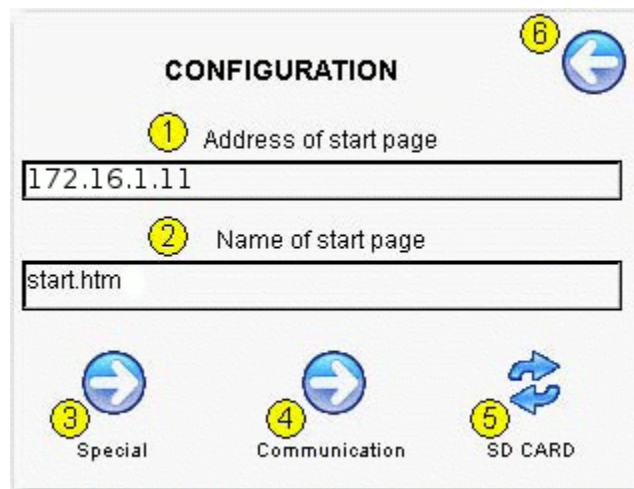 6
CONFIGURATION
1 Address of start page
172.16.1.11
2 Name of start page
start.htm
3 4 5
Special Communication SD CARD